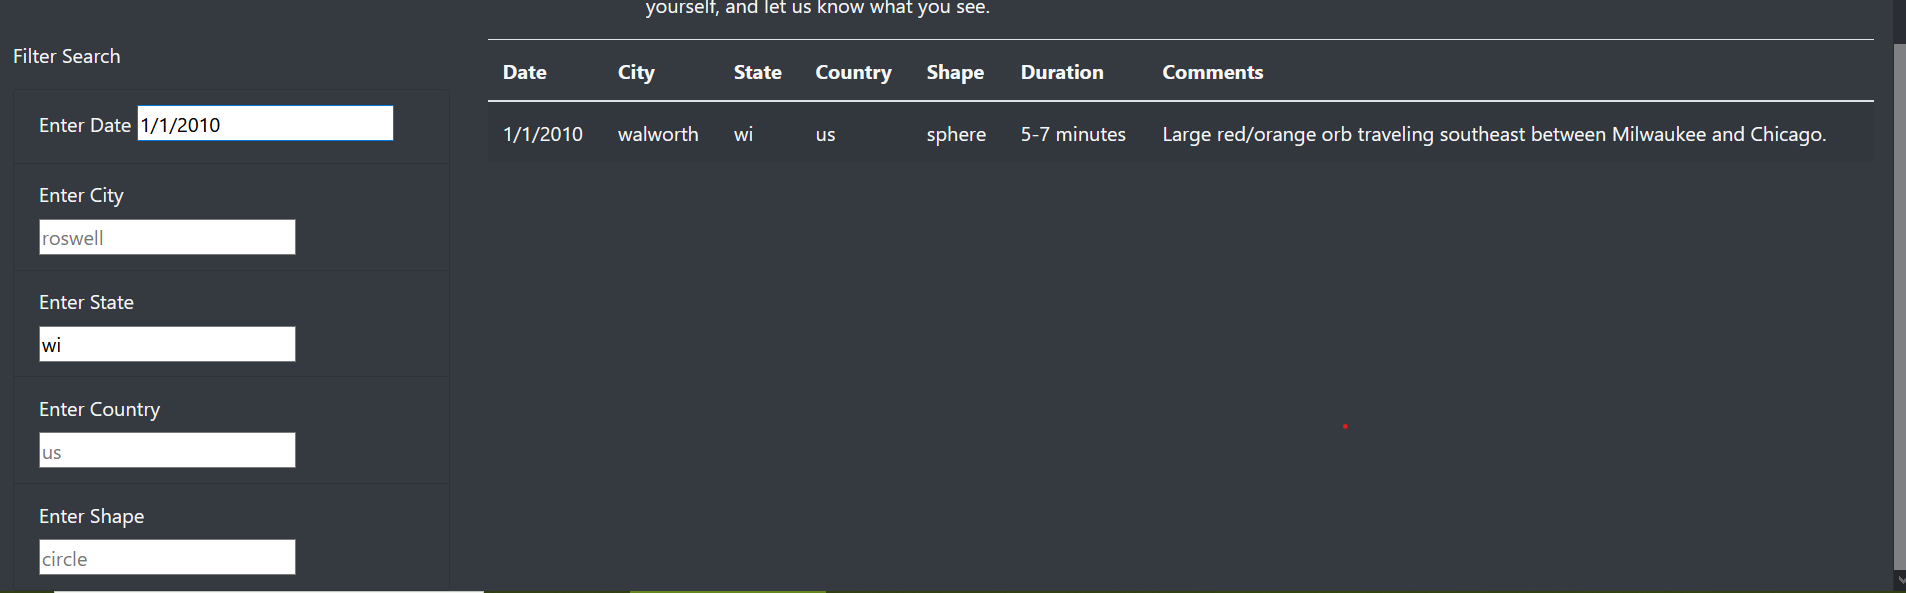 yourself, and let us know what you see.
Filter Search
Enter Date 1/1/2010
Enter City
roswell
Enter State
wi
Enter Country
us
Enter Shape
circle
Date City State Country Shape Duration Comments
1/1/2010 walworth wi us sphere 5-7 minutes Large red/orange orb traveling southeast between Milwaukee and Chicago.